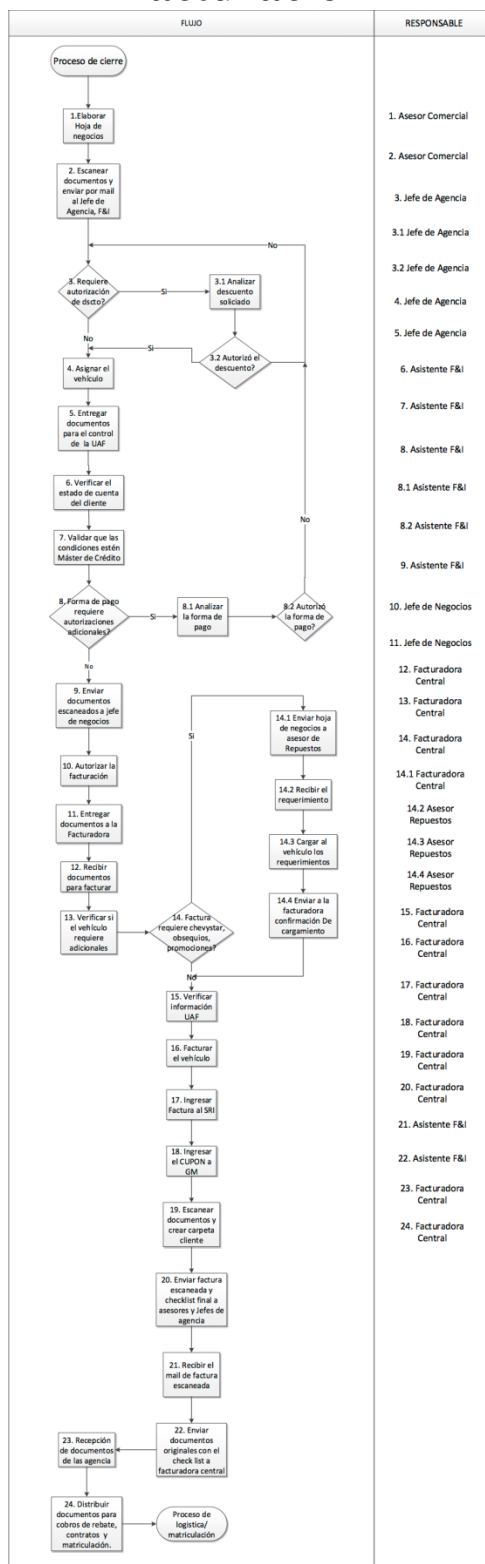 FLUJO
RESPONSABLE
Proceso de cierre
1.Elaborar
Hoja de
negocios
2. Escanear
documentos y
enviar por mail
al Jefe de
Agencia, F&I
No
3. Requiere
autorización
de dscto?
Si
3.1 Analizar
descuento
soliciado
No
Si
3.2 Autorizó el
descuento?
4. Asignar el
vehículo
5. Entregar
documentos
para el control
de la UAF
6. Verificar el
estado de cuenta
del cliente
7. Validar que las
condiciones estén
Máster de Crédito
No
8. Forma de pago
requiere
autorizaciones
adicionales?
Si
8.1 Analizar
la forma de
pago
8.2 Autorizó
la forma de
pago?
No
9. Enviar
documentos
escaneados a jefe
de negocios
10. Autorizar la
facturación
11. Entregar
documentos a la
Facturadora
12. Recibir
documentos
para facturar
13. Verificar si
el vehículo
requiere
adicionales
14. Factura
requiere chevystar,
obsequios,
promociones?
Si
14.1 Enviar hoja
de negocios a
asesor de
Repuestos
14.2 Recibir el
requerimiento
14.3 Cargar al
vehículo los
requerimientos
14.4 Enviar a la
facturadora
confirmación De
cargamiento
No
15. Verificar
información
UAF
16. Facturar
el vehículo
17. Ingresar
Factura al SRI
18. Ingresar
el CUPON a
GM
19. Escanear
documentos y
crear carpeta
cliente
20. Enviar factura
escaneada y
checklist final a
asesores y Jefes de
agencia
21. Recibir el
mail de factura
escaneada
22. Enviar
documentos
originales con el
check list a
facturadora central
23. Recepción
de documentos
de las agencia
24. Distribuir
documentos para
cobros de rebate,
contratos y
matriculación.
Proceso de
logística/
matriculación
1. Asesor Comercial
2. Asesor Comercial
3. Jefe de Agencia
3.1 Jefe de Agencia
3.2 Jefe de Agencia
4. Jefe de Agencia
5. Jefe de Agencia
6. Asistente F&I
7. Asistente F&I
8. Asistente F&I
8.1 Asistente F&I
8.2 Asistente F&I
9. Asistente F&I
10. Jefe de Negocios
11. Jefe de Negocios
12. Facturadora
Central
13. Facturadora
Central
14. Facturadora
Central
14.1 Facturadora
Central
14.2 Asesor
Repuestos
14.3 Asesor
Repuestos
14.4 Asesor
Repuestos
15. Facturadora
Central
16. Facturadora
Central
17. Facturadora
Central
18. Facturadora
Central
19. Facturadora
Central
20. Facturadora
Central
21. Asistente F&I
22. Asistente F&I
23. Facturadora
Central
24. Facturadora
Central